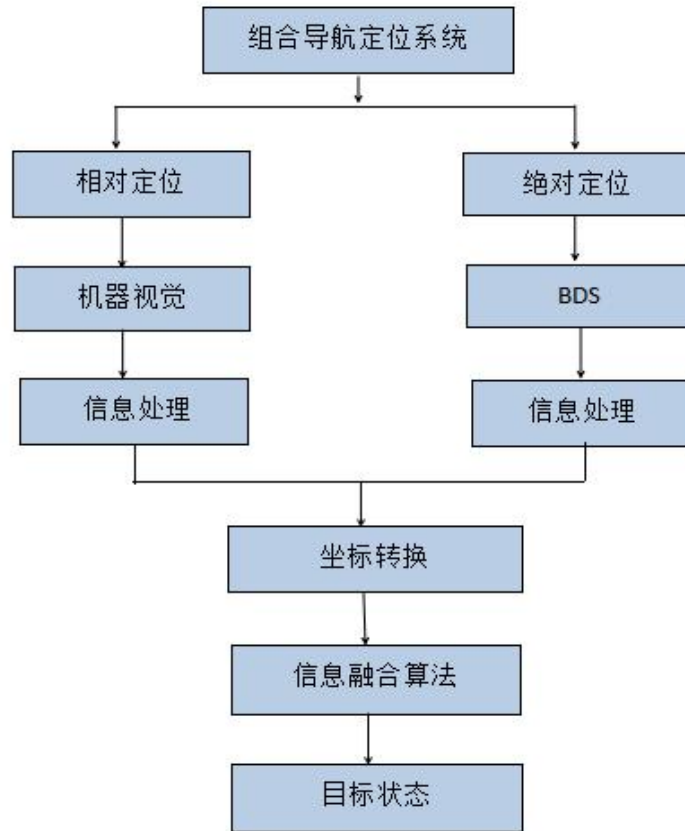 组合导航定位系统
相对定位
绝对定位
机器视觉
BDS
信息处理
信息处理
坐标转换
信息融合算法
目标状态